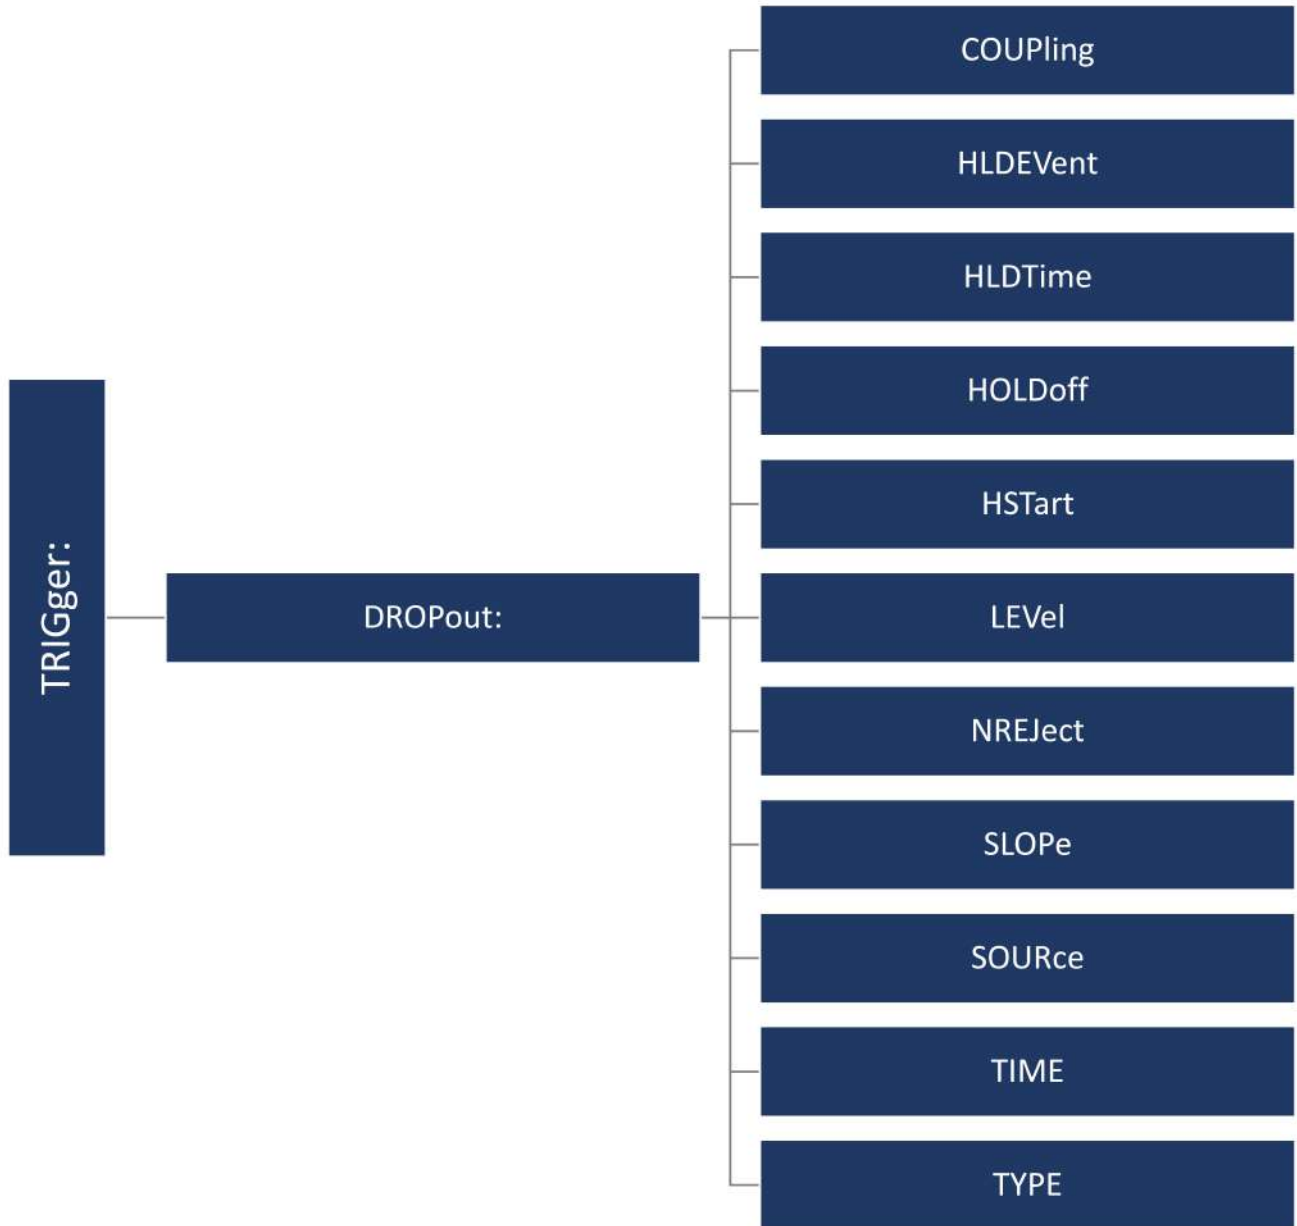 TRIGger:
DROPout:
COUPling
HLDEVent
HLDTime
HOLDoff
HSTart
LEVel
NREJect
SLOPe
SOURce
TIME
TYPE